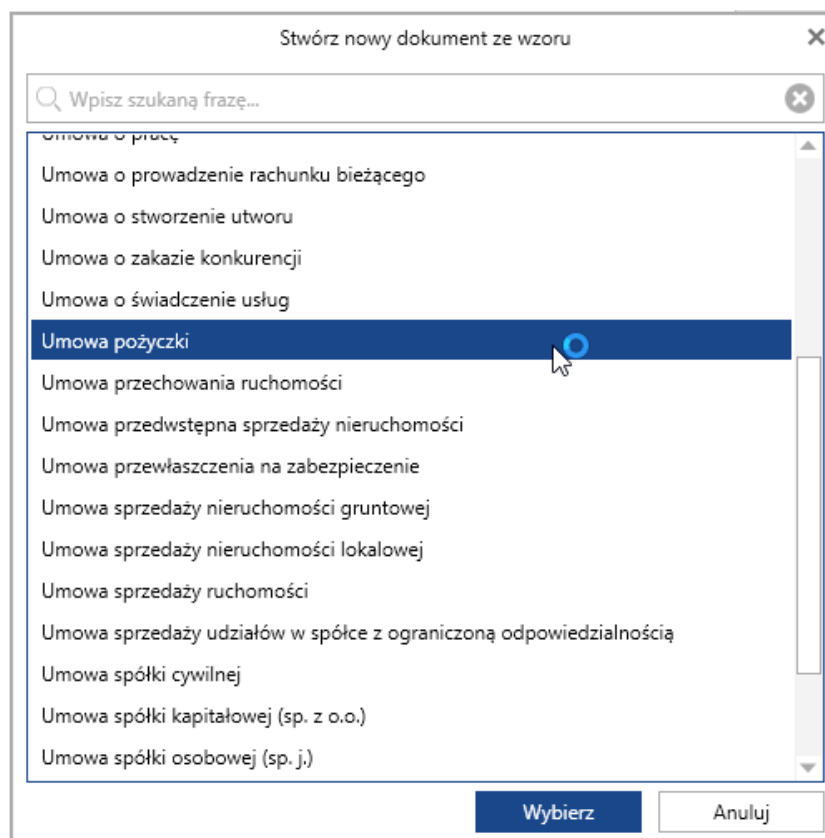 Stwórz nowy dokument ze wzoru
Wpisz szukaną frazę...
Umowa o pracę
Umowa o prowadzenie rachunku bieżącego
Umowa o stworzenie utworu
Umowa o zakazie konkurencji
Umowa o świadczenie usług
Umowa pożyczki
Umowa przechowania ruchomości
Umowa przedwstępna sprzedaży nieruchomości
Umowa przewłaszczenia na zabezpieczenie
Umowa sprzedaży nieruchomości gruntowej
Umowa sprzedaży nieruchomości lokalowej
Umowa sprzedaży ruchomości
Umowa sprzedaży udziałów w spółce z ograniczoną odpowiedzialnością
Umowa spółki cywilnej
Umowa spółki kapitałowej (sp. z o.o.)
Umowa spółki osobowej (sp. j.)
Wybierz Anuluj